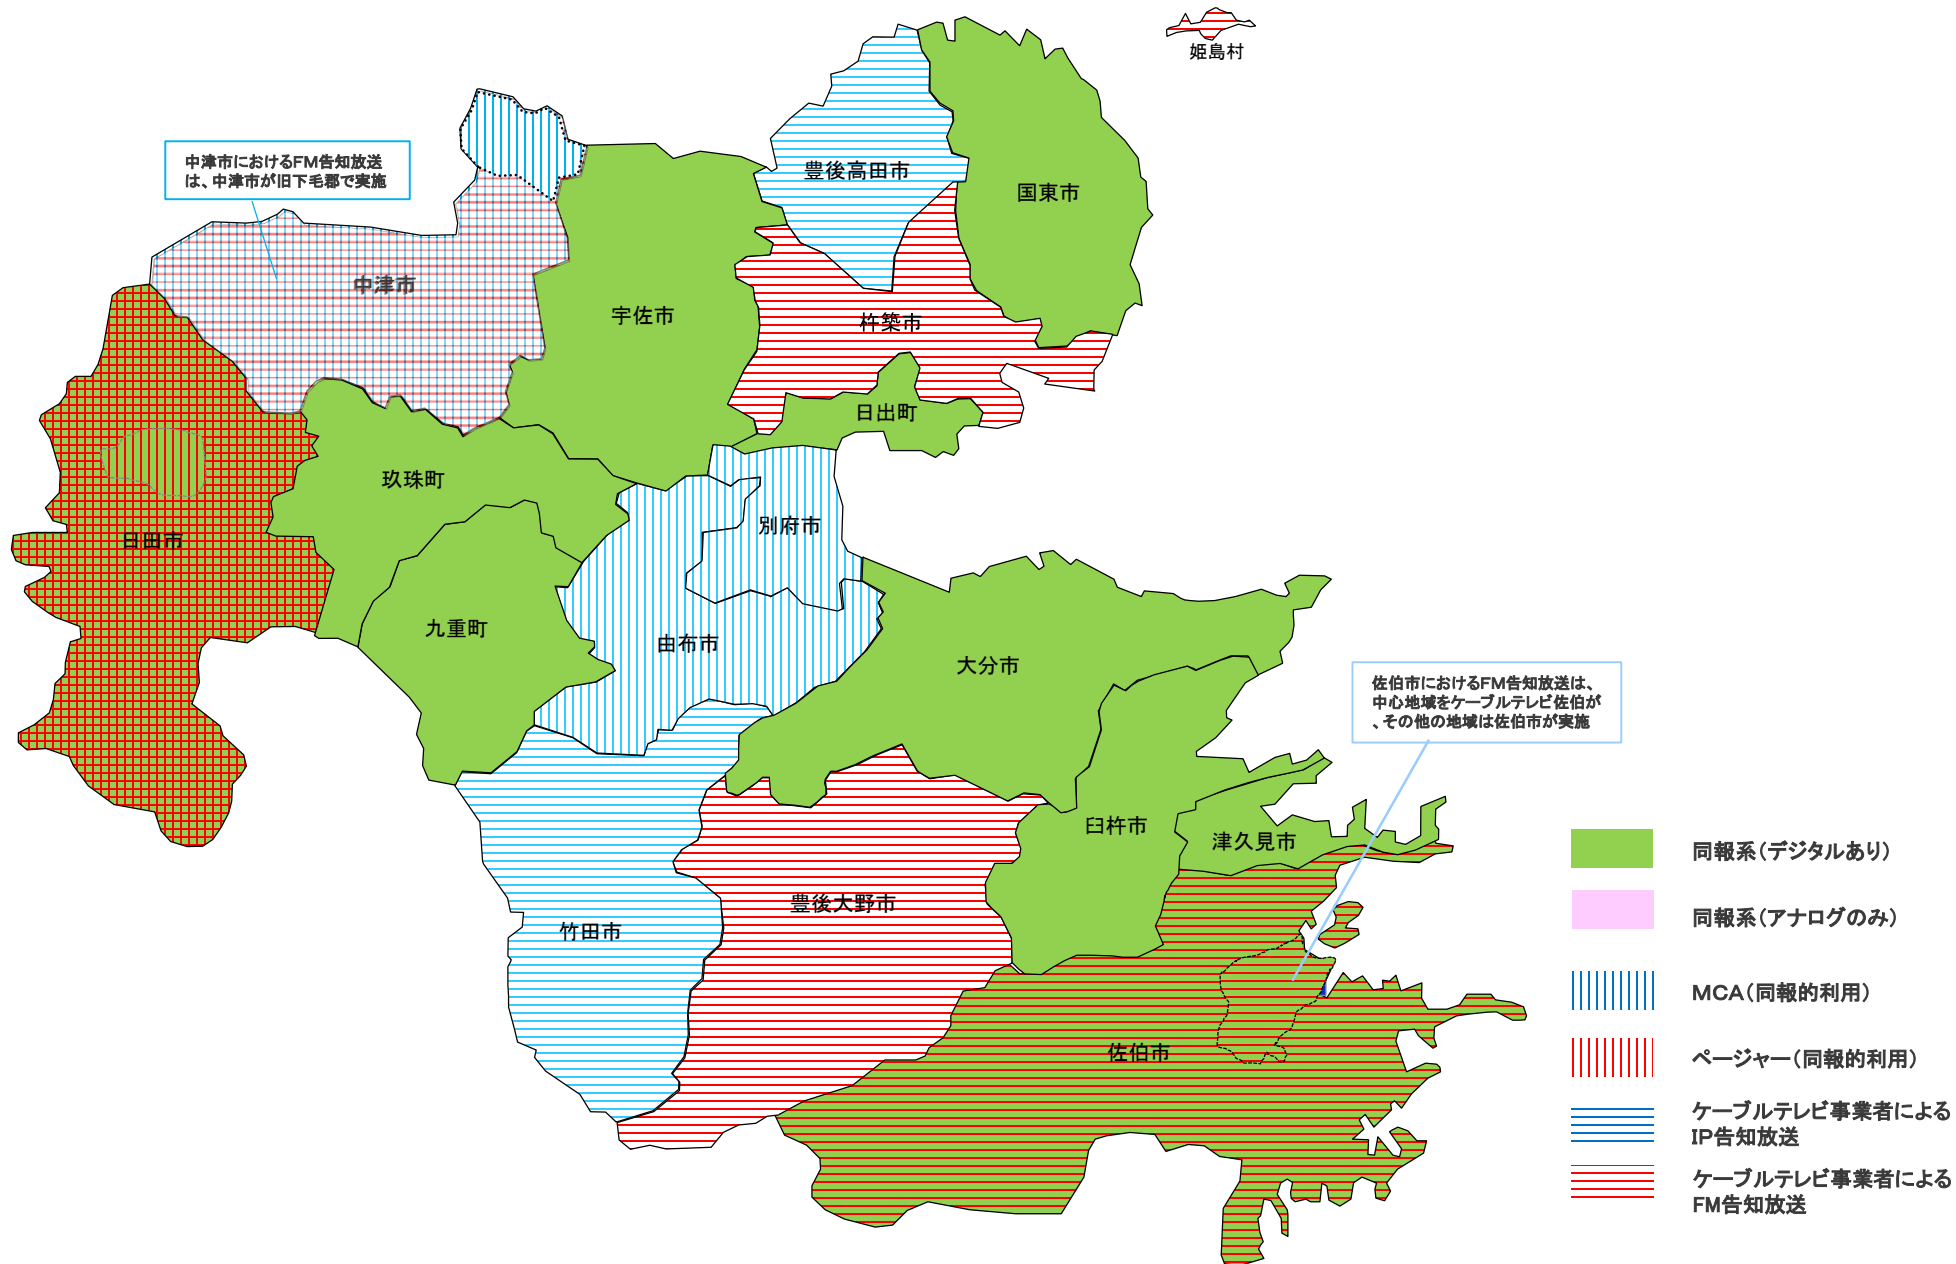 姫島村
中津市におけるFM告知放送
は、中津市が旧下毛郡で実施
豊後高田市
国東市
中津市
宇佐市
杵築市
日出町
玖珠町
別府市
日田市
九重町
由布市
大分市
佐伯市におけるFM告知放送は、
中心地域をケーブルテレビ佐伯が
、その他の地域は佐伯市が実施
臼杵市
津久見市
豊後大野市
竹田市
佐伯市
同報系（デジタルあり）
同報系（アナログのみ）
MCA（同報的利用）
ページャー（同報的利用）
ケーブルテレビ事業者による
IP告知放送
ケーブルテレビ事業者による
FM告知放送